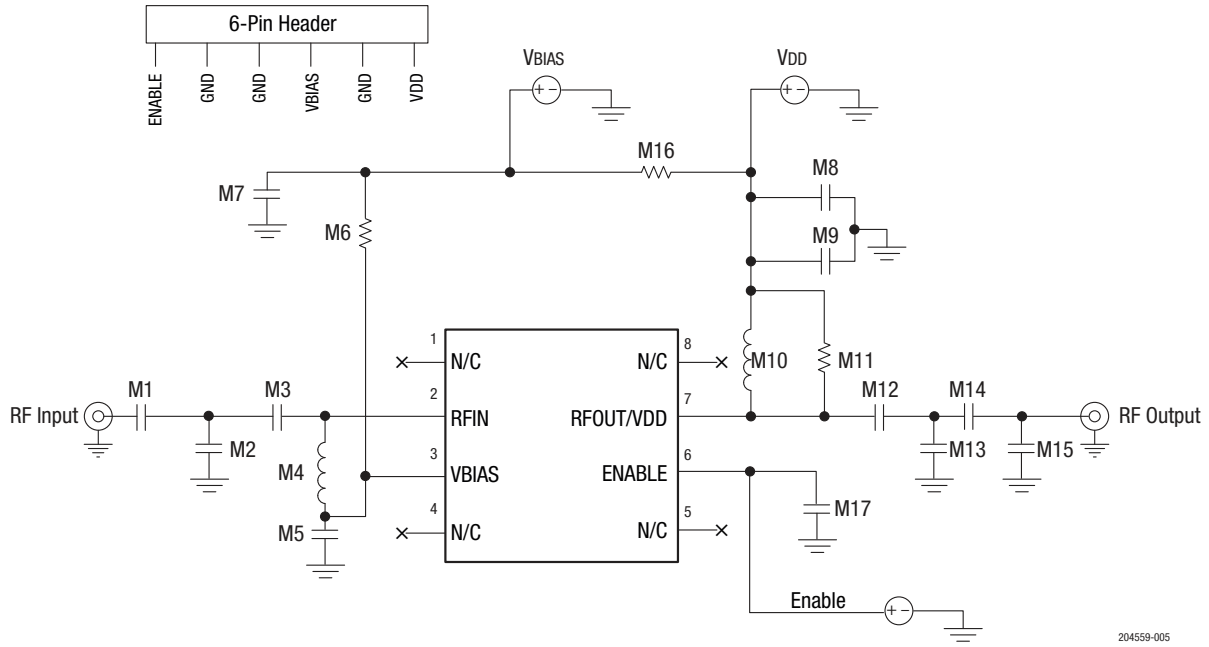 6-Pin Header
ENABLE
GND
GND
VBIAS
GND
VDD
VBIAS
VDD
M16
M8
M7
M6
M9
1
N/C
8
N/C
M10
M11
M1
M3
2
RFIN
7
RFOUT/VDD
M12
M14
RF Input
RF Output
M2
M4
3
VBIAS
6
ENABLE
M13
M15
M5
4
N/C
5
N/C
M17
Enable
+ -
+ -
+ -
204559-005